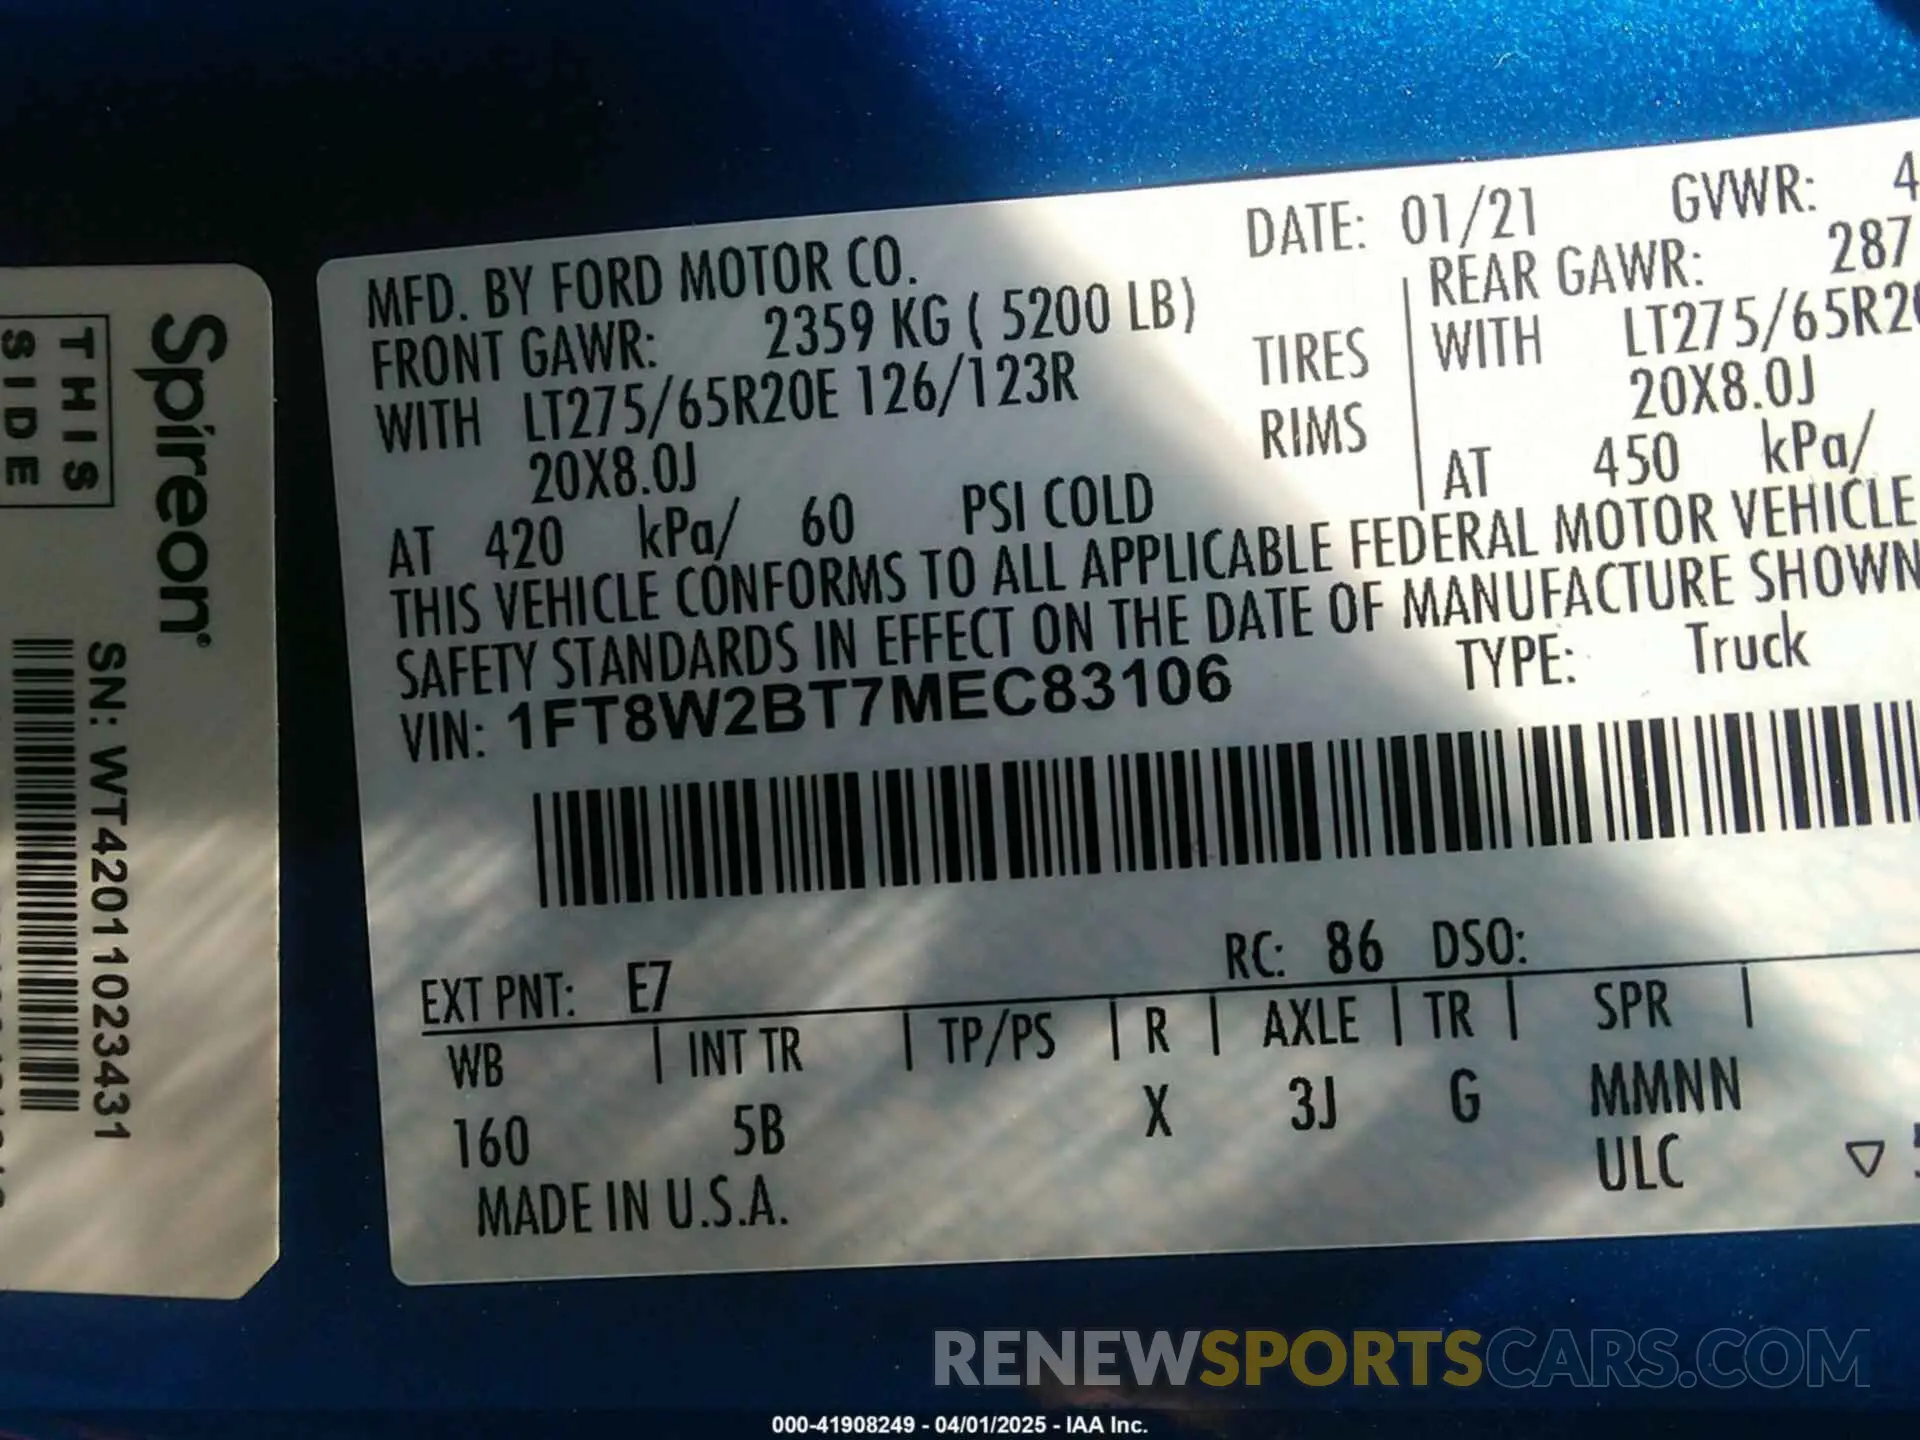 THIS
SIDE
Spireon
SN: WT42011023431
MFD. BY FORD MOTOR CO.
DATE: 01/21
GVWR: 4
FRONT GAWR: 2359 KG ( 5200 LB)
REAR GAWR: 287
WITH LT275/65R20E 126/123R
TIRES
WITH LT275/65R20
20X8.0J
RIMS
20X8.0J
AT 420 kPa/ 60 PSI COLD
AT 450 kPa/
THIS VEHICLE CONFORMS TO ALL APPLICABLE FEDERAL MOTOR VEHICLE
SAFETY STANDARDS IN EFFECT ON THE DATE OF MANUFACTURE SHOWN
VIN: 1FT8W2BT7MEC83106
TYPE: Truck
EXT PNT: E7
RC: 86 DSO:
WB | INT TR | TP/PS | R | AXLE | TR | SPR |
160 5B X 3J G MMNN
ULC
MADE IN U.S.A.
RENEWSPORTSCARS.COM
000-41908249 - 04/01/2025 - IAA Inc.